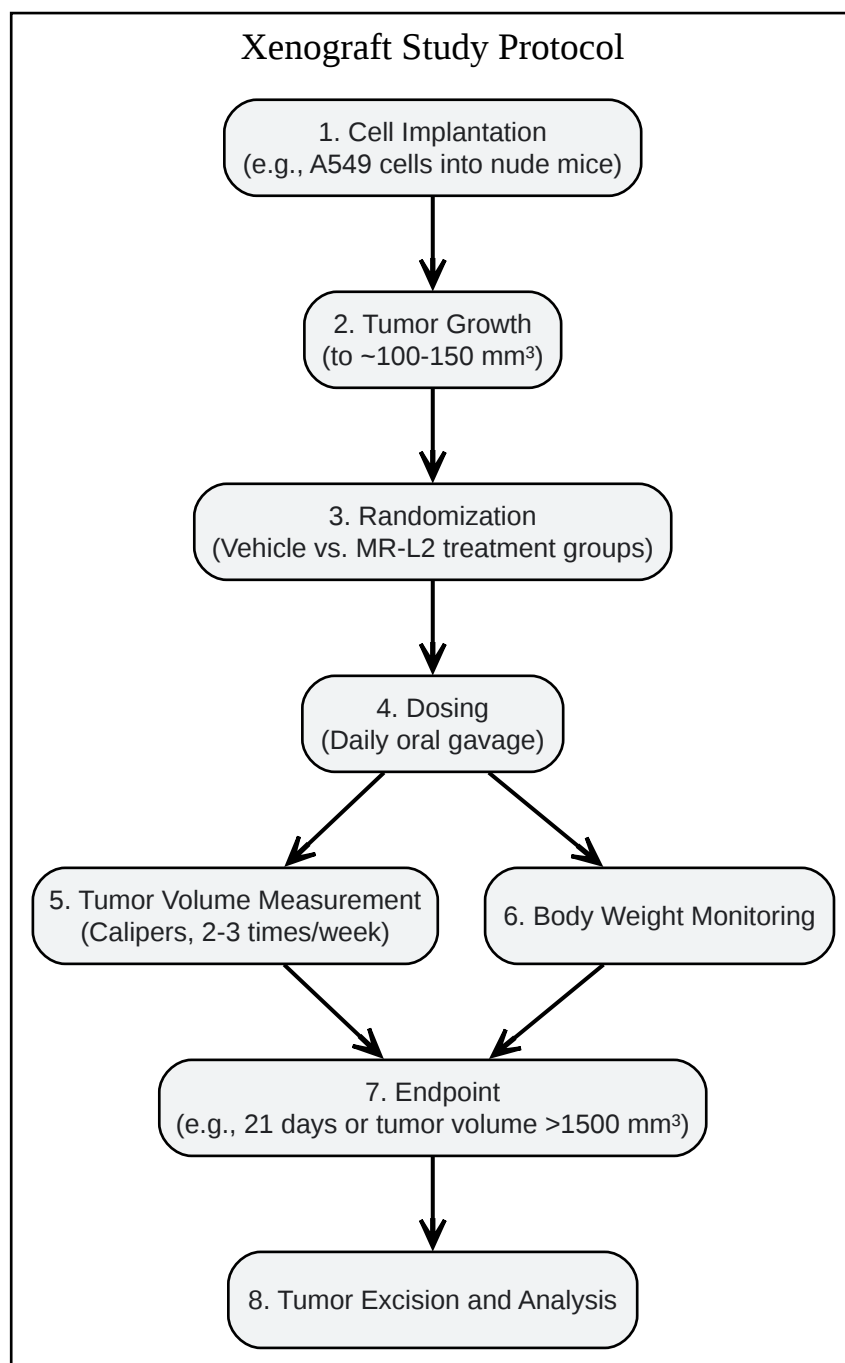 Xenograft Study Protocol
1. Cell Implantation
(e.g., A549 cells into nude mice)
2. Tumor Growth
(to ~100-150 mm³)
3. Randomization
(Vehicle vs. MR-L2 treatment groups)
4. Dosing
(Daily oral gavage)
5. Tumor Volume Measurement
(Calipers, 2-3 times/week)
6. Body Weight Monitoring
7. Endpoint
(e.g., 21 days or tumor volume >1500 mm³)
8. Tumor Excision and Analysis